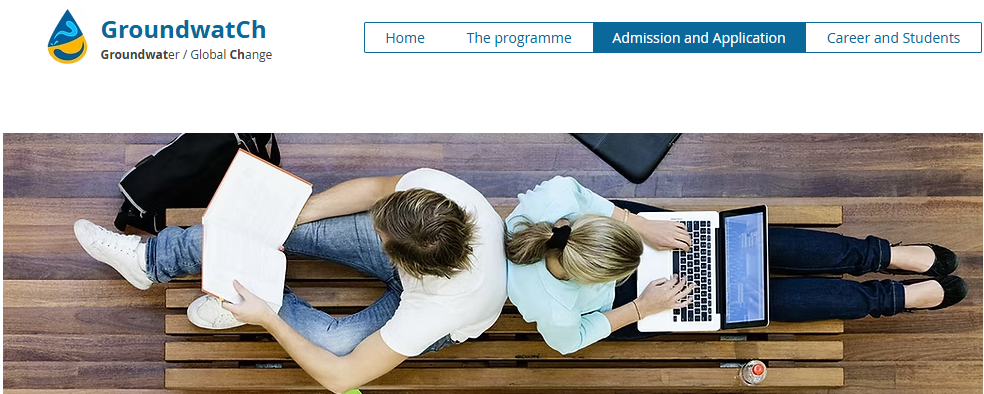 GroundwatCh
Groundwater / Global Change
Home
The programme
Admission and Application
Career and Students